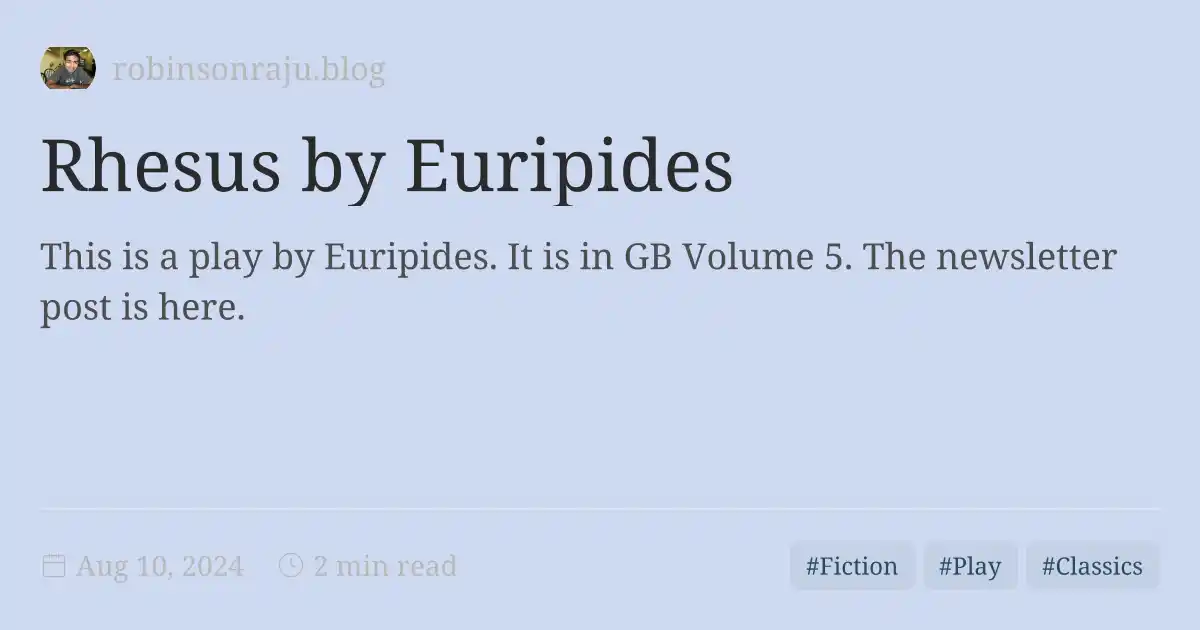 robinsonraju.blog
Rhesus by Euripides
This is a play by Euripides. It is in GB Volume 5. The newsletter
post is here.
Aug 10, 2024
2 min read
#Fiction
#Play
#Classics